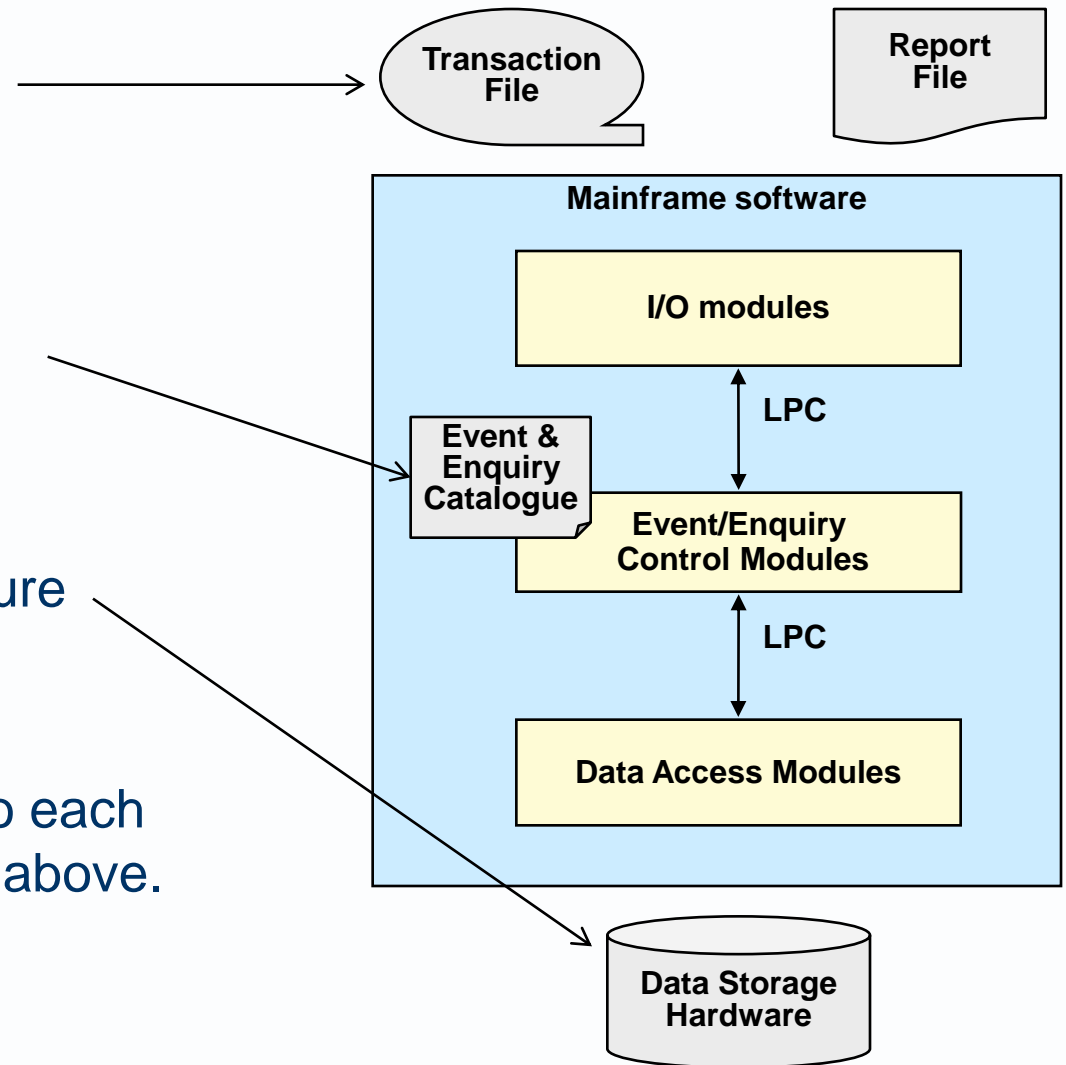 Transaction
File
Report
File
Mainframe software
I/O modules
LPC
Event &
Enquiry
Catalogue
Event/Enquiry
Control Modules
ure
LPC
Data Access Modules
o each
above.
Data Storage
Hardware